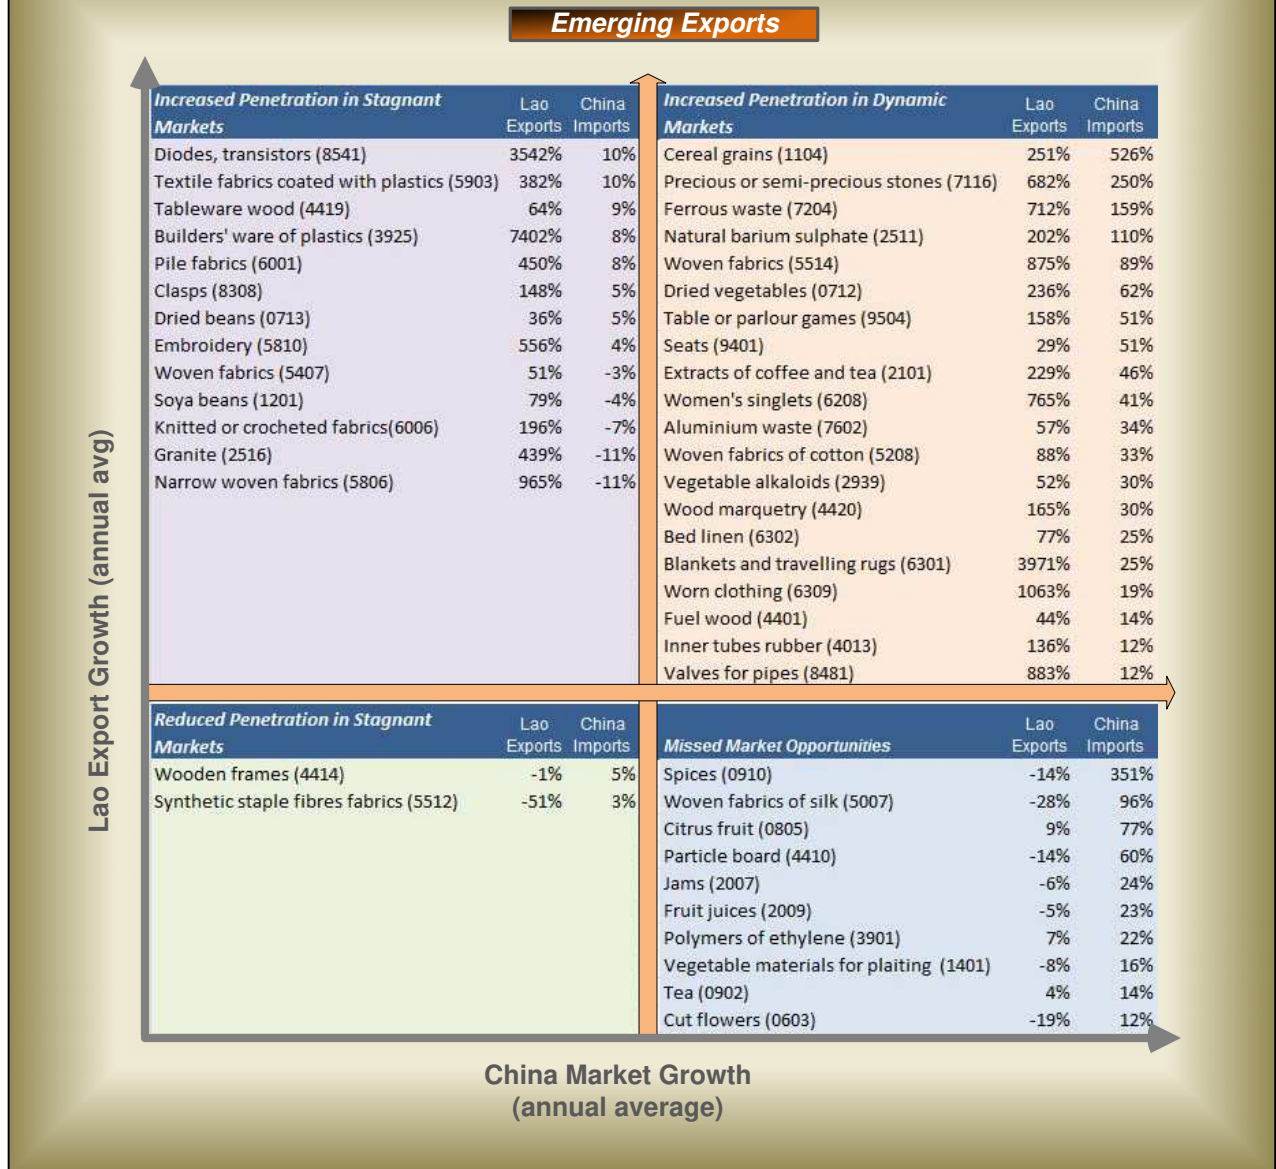 Emerging Exports
Increased Penetration in Stagnant Markets Lao Exports China Imports
Diodes, transistors (8541) 3542% 10%
Textile fabrics coated with plastics (5903) 382% 10%
Tableware wood (4419) 64% 9%
Builders' ware of plastics (3925) 7402% 8%
Pile fabrics (6001) 450% 8%
Clasps (8308) 148% 5%
Dried beans (0713) 36% 5%
Embroidery (5810) 556% 4%
Woven fabrics (5407) 51% -3%
Soya beans (1201) 79% -4%
Knitted or crocheted fabrics(6006) 196% -7%
Granite (2516) 439% -11%
Narrow woven fabrics (5806) 965% -11%
Increased Penetration in Dynamic Markets Lao Exports China Imports
Cereal grains (1104) 251% 526%
Precious or semi-precious stones (7116) 682% 250%
Ferrous waste (7204) 712% 159%
Natural barium sulphate (2511) 202% 110%
Woven fabrics (5514) 875% 89%
Dried vegetables (0712) 236% 62%
Table or parlour games (9504) 158% 51%
Seats (9401) 29% 51%
Extracts of coffee and tea (2101) 229% 46%
Women's singlets (6208) 765% 41%
Aluminium waste (7602) 57% 34%
Woven fabrics of cotton (5208) 88% 33%
Vegetable alkaloids (2939) 52% 30%
Wood marquetry (4420) 165% 30%
Bed linen (6302) 77% 25%
Blankets and travelling rugs (6301) 3971% 25%
Worn clothing (6309) 1063% 19%
Fuel wood (4401) 44% 14%
Inner tubes rubber (4013) 136% 12%
Valves for pipes (8481) 883% 12%
Reduced Penetration in Stagnant Markets Lao Exports China Imports
Wooden frames (4414) -1% 5%
Synthetic staple fibres fabrics (5512) -51% 3%
Missed Market Opportunities Lao Exports China Imports
Spices (0910) -14% 351%
Woven fabrics of silk (5007) -28% 96%
Citrus fruit (0805) 9% 77%
Particle board (4410) -14% 60%
Jams (2007) -6% 24%
Fruit juices (2009) -5% 23%
Polymers of ethylene (3901) 7% 22%
Vegetable materials for plaiting (1401) -8% 16%
Tea (0902) 4% 14%
Cut flowers (0603) -19% 12%
Lao Export Growth (annual avg)
China Market Growth
(annual average)